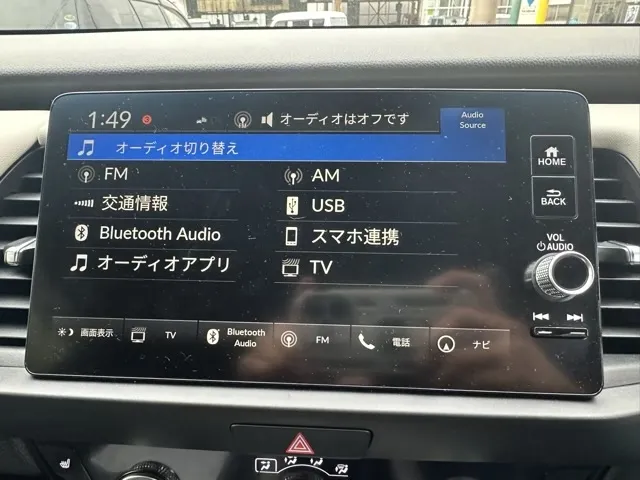 1:49
3
オーディオはオフです
Audio
Source
オーディオ切り替え
FM
AM
交通情報
USB
Bluetooth Audio
スマホ連携
オーディオアプリ
TV
HOME
BACK
VOL
AUDIO
画面表示
TV
Bluetooth
Audio
FM
電話
ナビ